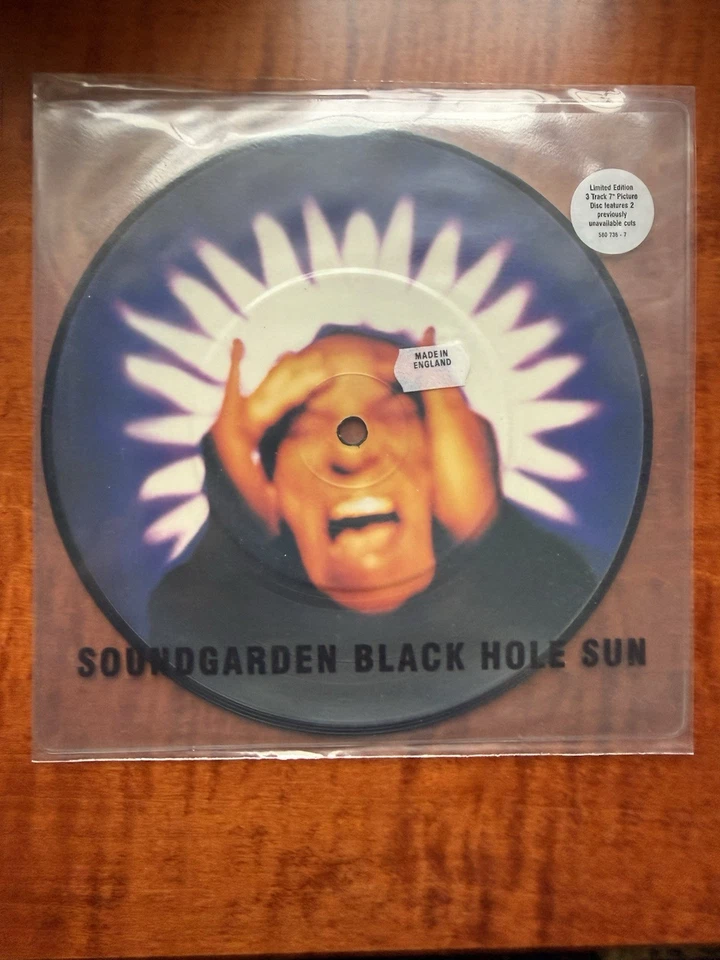 Limited Edition
3 Track 7" Picture
Disc features 2
previously
unavailable cuts
580 736 - 7
MADE IN
ENGLAND
SOUNDGARDEN BLACK HOLE SUN